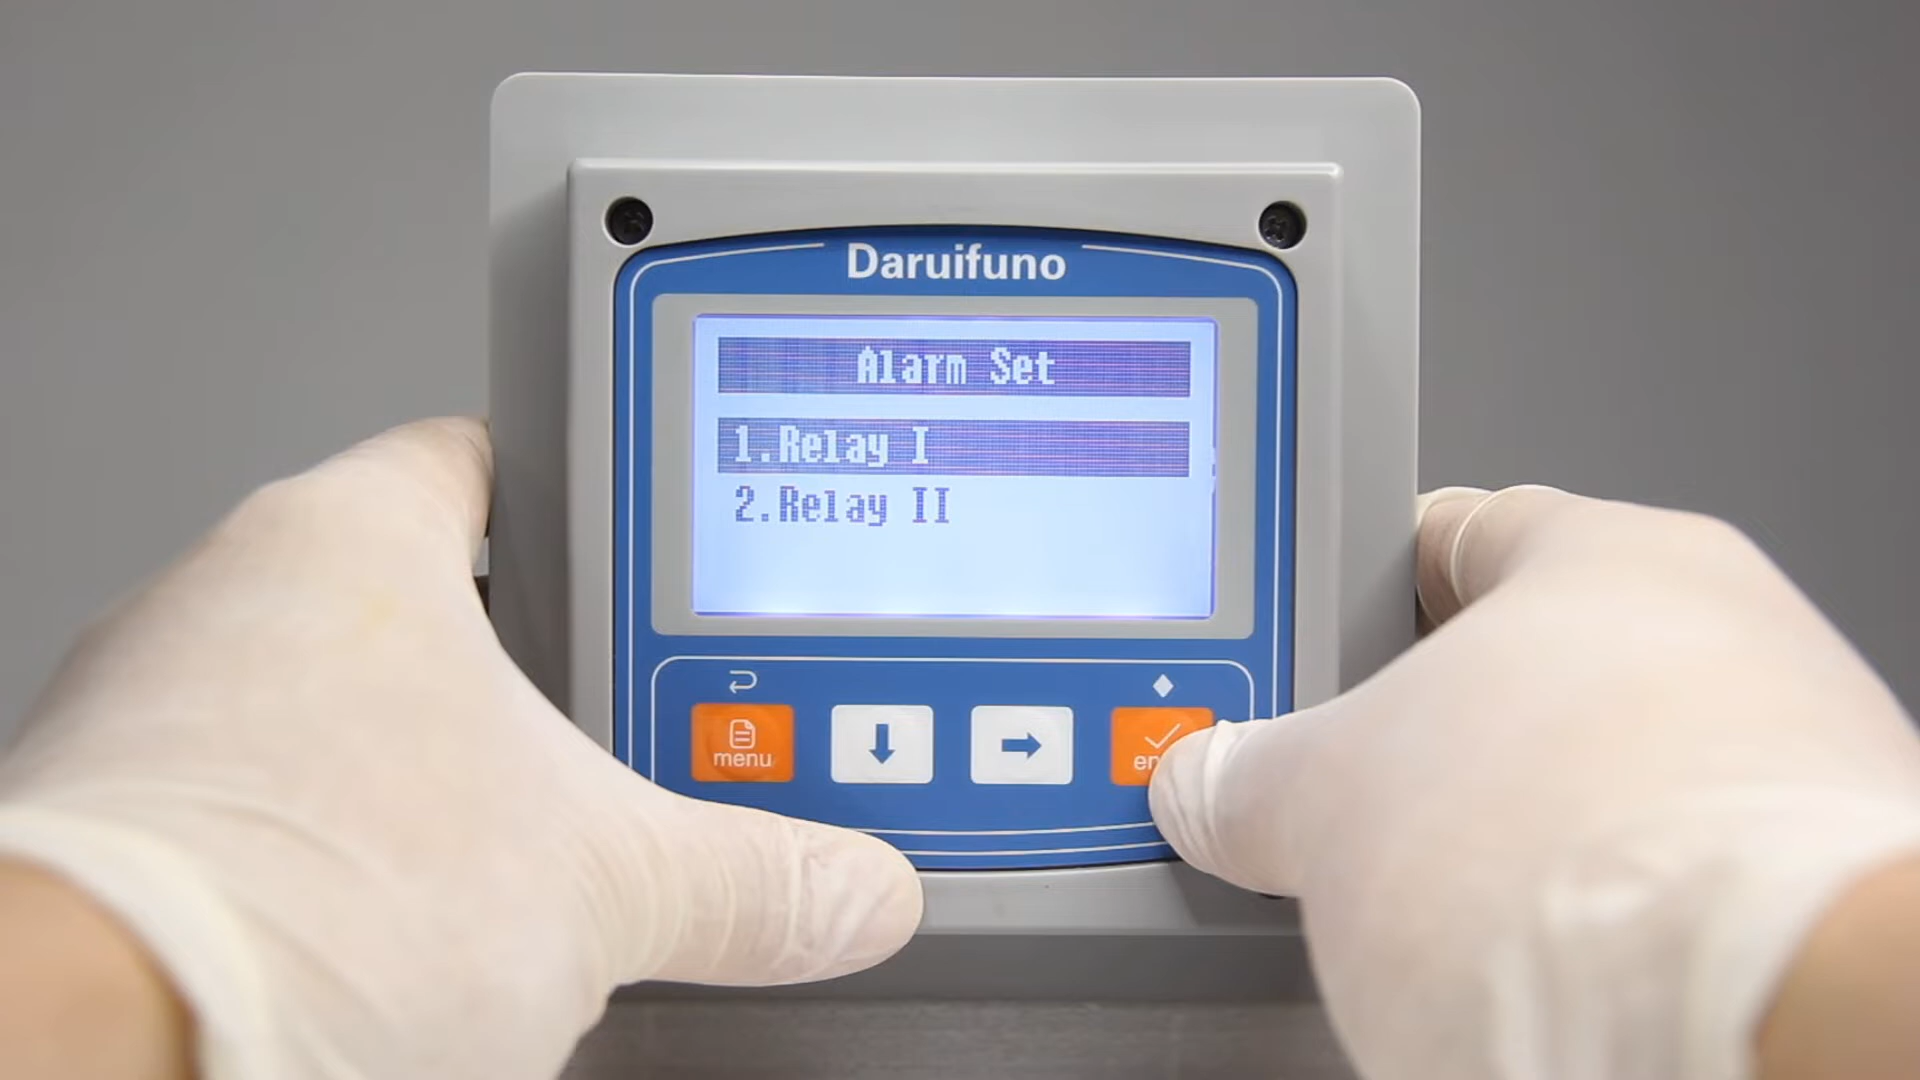 Daruifuno
Alarm Set
1.Relay I
2.Relay II
menu